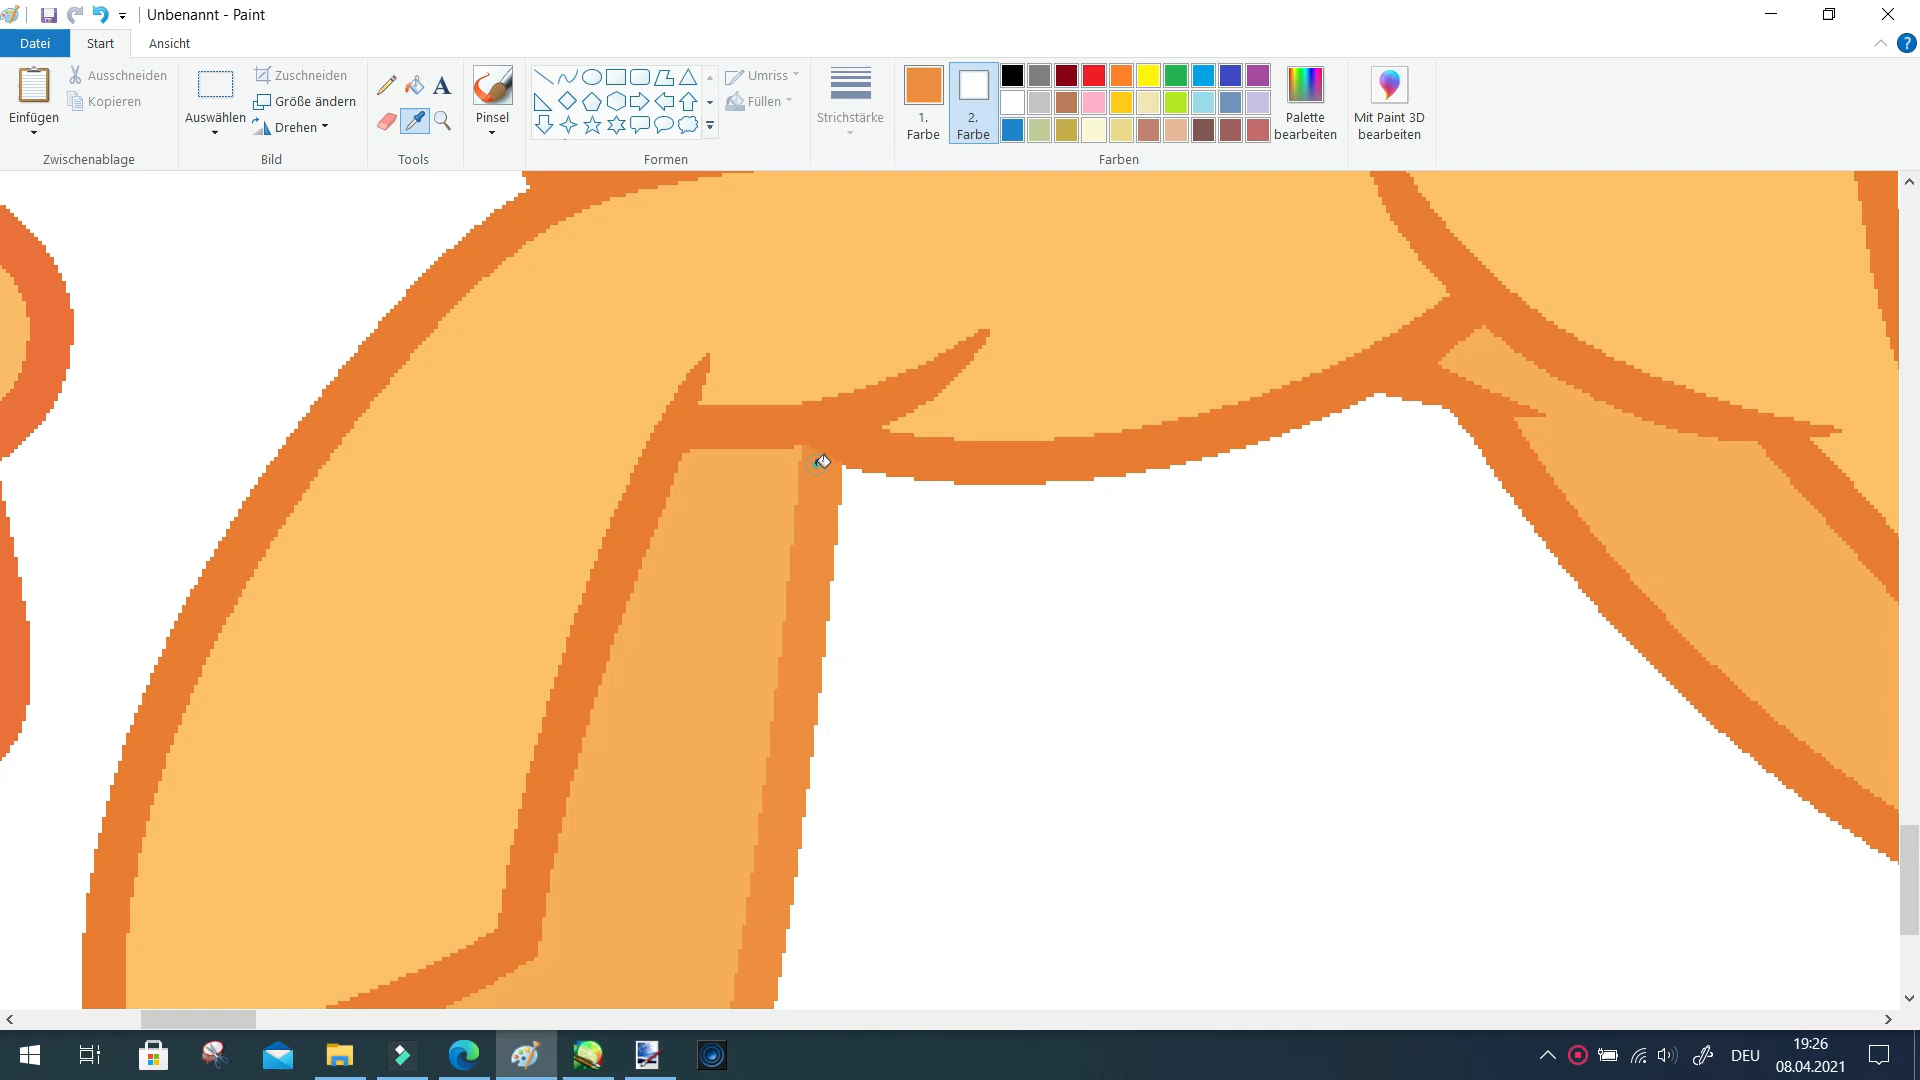 Unbenannt - Paint
Datei Start Ansicht
Einfügen
Ausschneiden
Kopieren
Zwischenablage
Auswählen
Zuschneiden
Größe ändern
Drehen
Bild
A
Tools
Pinsel
Formen
Umriss
Füllen
Strichstärke
1.
Farbe
2.
Farbe
Farben
Palette
bearbeiten
Mit Paint 3D
bearbeiten
?
DEU
19:26
08.04.2021